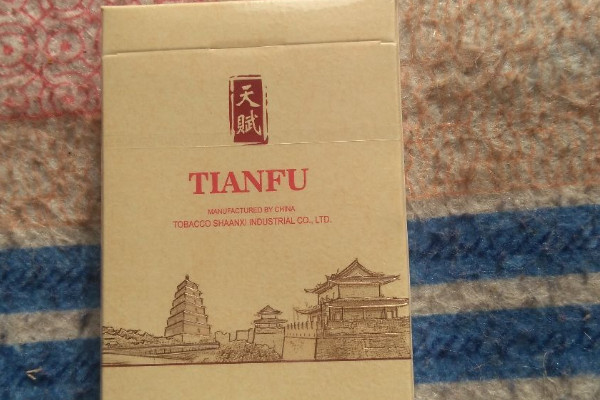 天賦
TIANFU
MANUFACTURED BY CHINA
TOBACCO SHAANXI INDUSTRIAL CO., LTD.